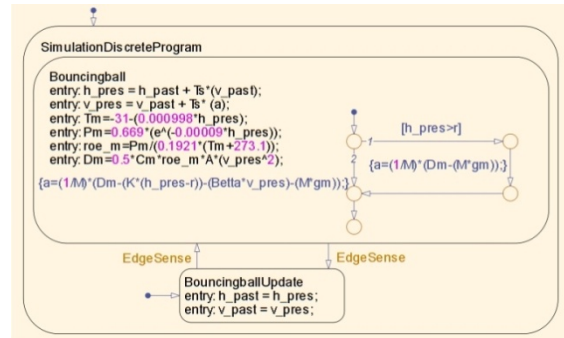 SimulationDiscreteProgram
Bouncingball
entry: h_pres = h_past + Ts*(v_past);
entry: v_pres = v_past + Ts* (a);
entry: Tm=-31-(0.000998*h_pres);
entry: Pm=0.669*(e^(-0.00009*h_pres));
entry: roe_m=Pm/(0.1921*(Tm+273.1));
entry: Dm=0.5*Cm*roe_m*A*(v_pres^2);
{a=(1/M)*(Dm-(K*(h_pres-r))-(Betta*v_pres)-(M*gm));}
1
[h_pres>r]
2
{a=(1/M)*(Dm-(M*gm));}
EdgeSense
EdgeSense
BouncingballUpdate
entry: h_past = h_pres;
entry: v_past = v_pres;